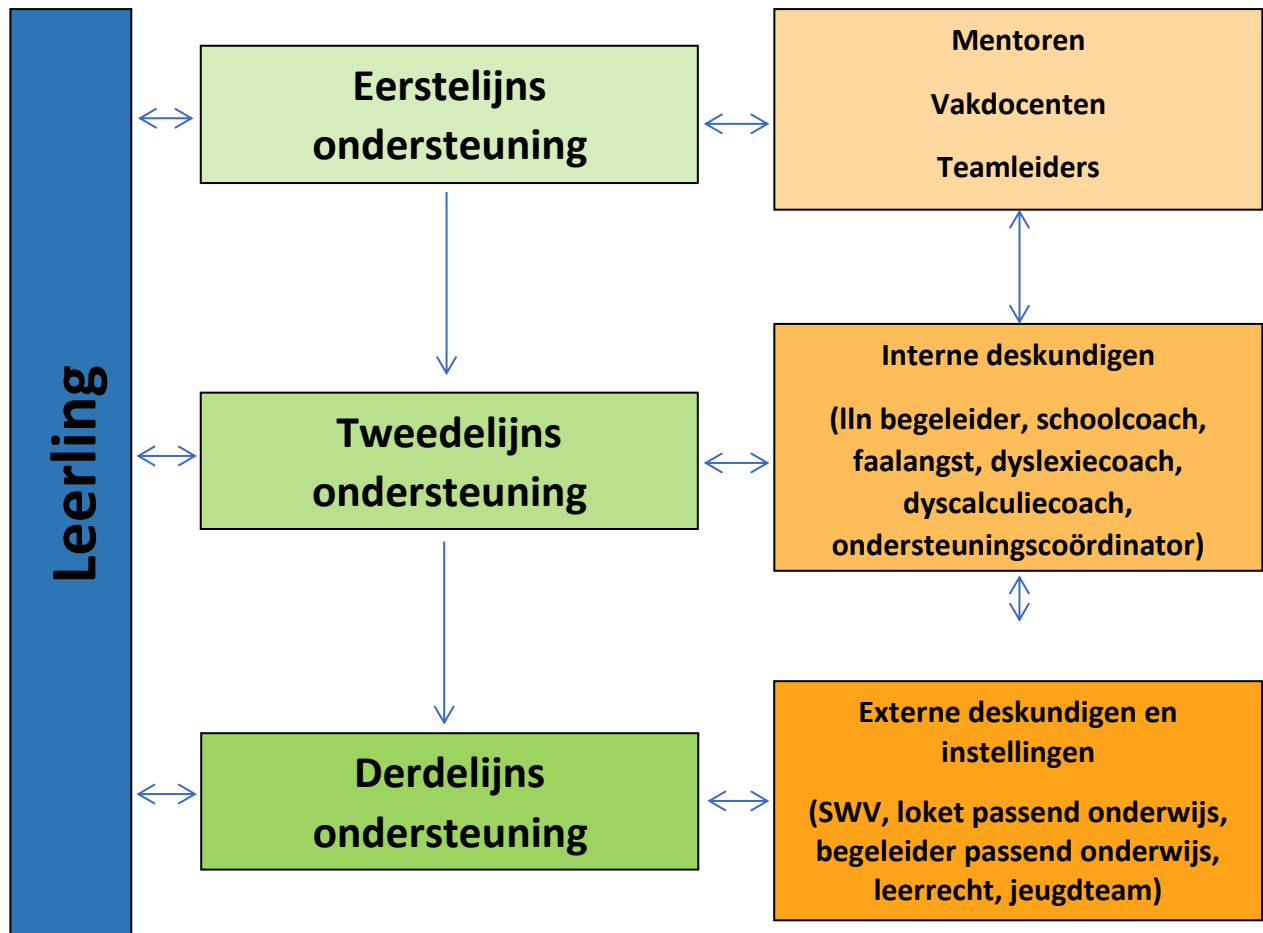 Leerling
Eerstelijns
ondersteuning
Mentoren
Vakdocenten
Teamleiders
Tweedelijns
ondersteuning
Interne deskundigen
(lln begeleider, schoolcoach,
faalangst, dyslexiecoach,
dyscalculiecoach,
ondersteuningscoördinator)
Derdelijns
ondersteuning
Externe deskundigen en
instellingen
(SWV, loket passend onderwijs,
begeleider passend onderwijs,
leerrecht, jeugdteam)